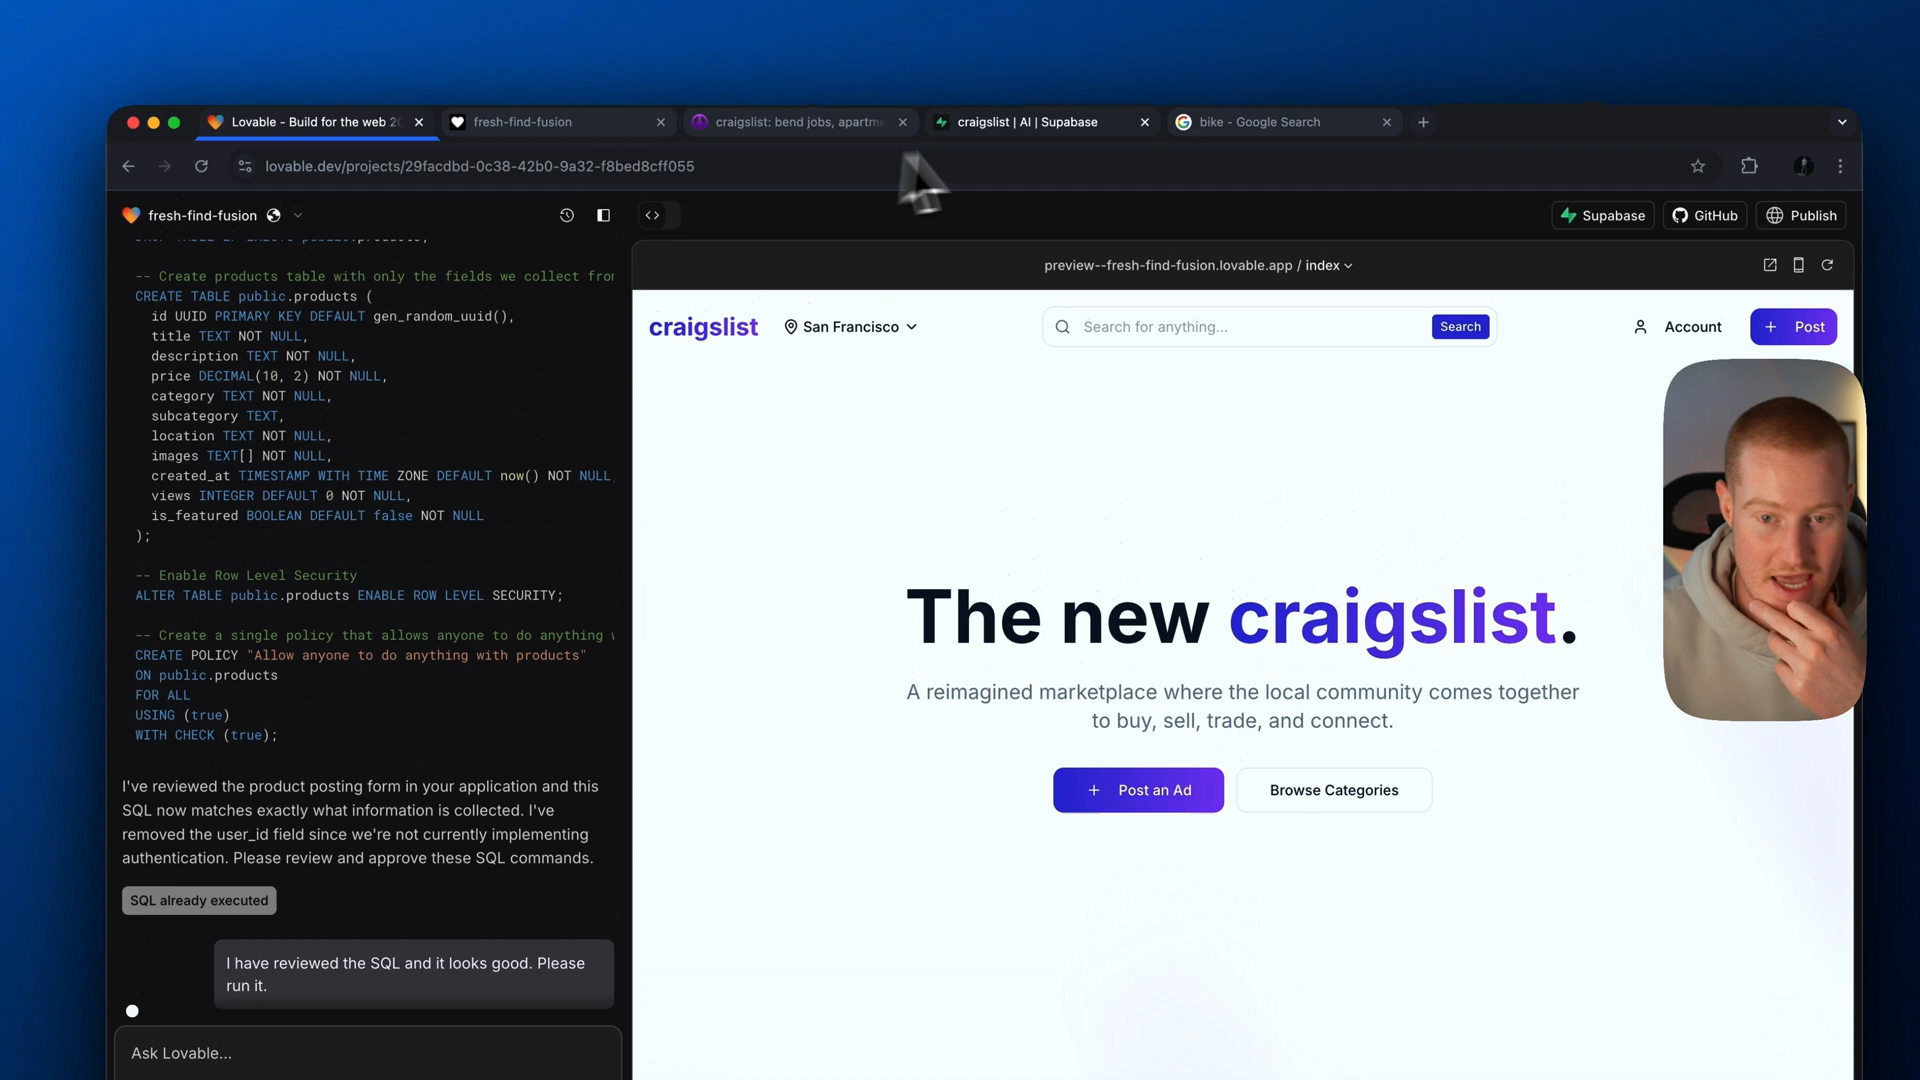 Lovable - Build for the web 20
fresh-find-fusion
craigslist: bend jobs, apartme
craigslist | AI | Supabase
bike - Google Search
lovable.dev/projects/29facdbd-0c38-42b0-9a32-f8bed8cff055
fresh-find-fusion
Supabase
GitHub
Publish
-- Create products table with only the fields we collect from
CREATE TABLE public.products (
id UUID PRIMARY KEY DEFAULT gen_random_uuid(),
title TEXT NOT NULL,
description TEXT NOT NULL,
price DECIMAL(10, 2) NOT NULL,
category TEXT NOT NULL,
subcategory TEXT,
location TEXT NOT NULL,
images TEXT[] NOT NULL,
created_at TIMESTAMP WITH TIME ZONE DEFAULT now() NOT NULL,
views INTEGER DEFAULT 0 NOT NULL,
is_featured BOOLEAN DEFAULT false NOT NULL
);
-- Enable Row Level Security
ALTER TABLE public.products ENABLE ROW LEVEL SECURITY;
-- Create a single policy that allows anyone to do anything w
CREATE POLICY "Allow anyone to do anything with products"
ON public.products
FOR ALL
USING (true)
WITH CHECK (true);
I've reviewed the product posting form in your application and this
SQL now matches exactly what information is collected. I've
removed the user_id field since we're not currently implementing
authentication. Please review and approve these SQL commands.
SQL already executed
I have reviewed the SQL and it looks good. Please
run it.
Ask Lovable...
preview--fresh-find-fusion.lovable.app / index
craigslist
San Francisco
Search for anything...
Search
Account
+ Post
The new craigslist.
A reimagined marketplace where the local community comes together
to buy, sell, trade, and connect.
+ Post an Ad
Browse Categories